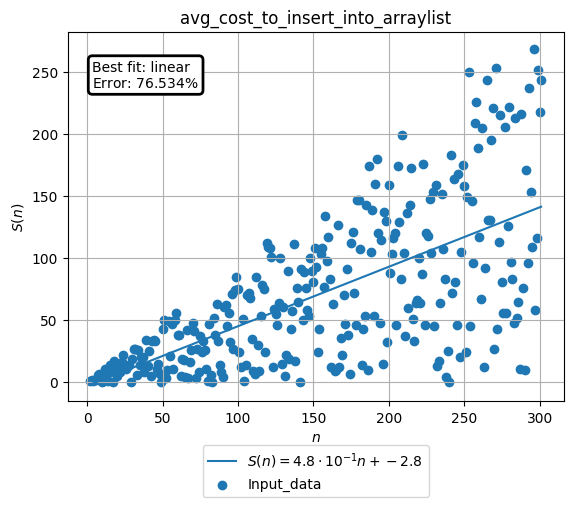 avg_cost_to_insert_into_arraylist
Best fit: linear
Error: 76.534%
250
200
150
100
50
0
S(n)
0 50 100 150 200 250 300
n
S(n) = 4.8 · 10⁻¹n + −2.8
Input_data